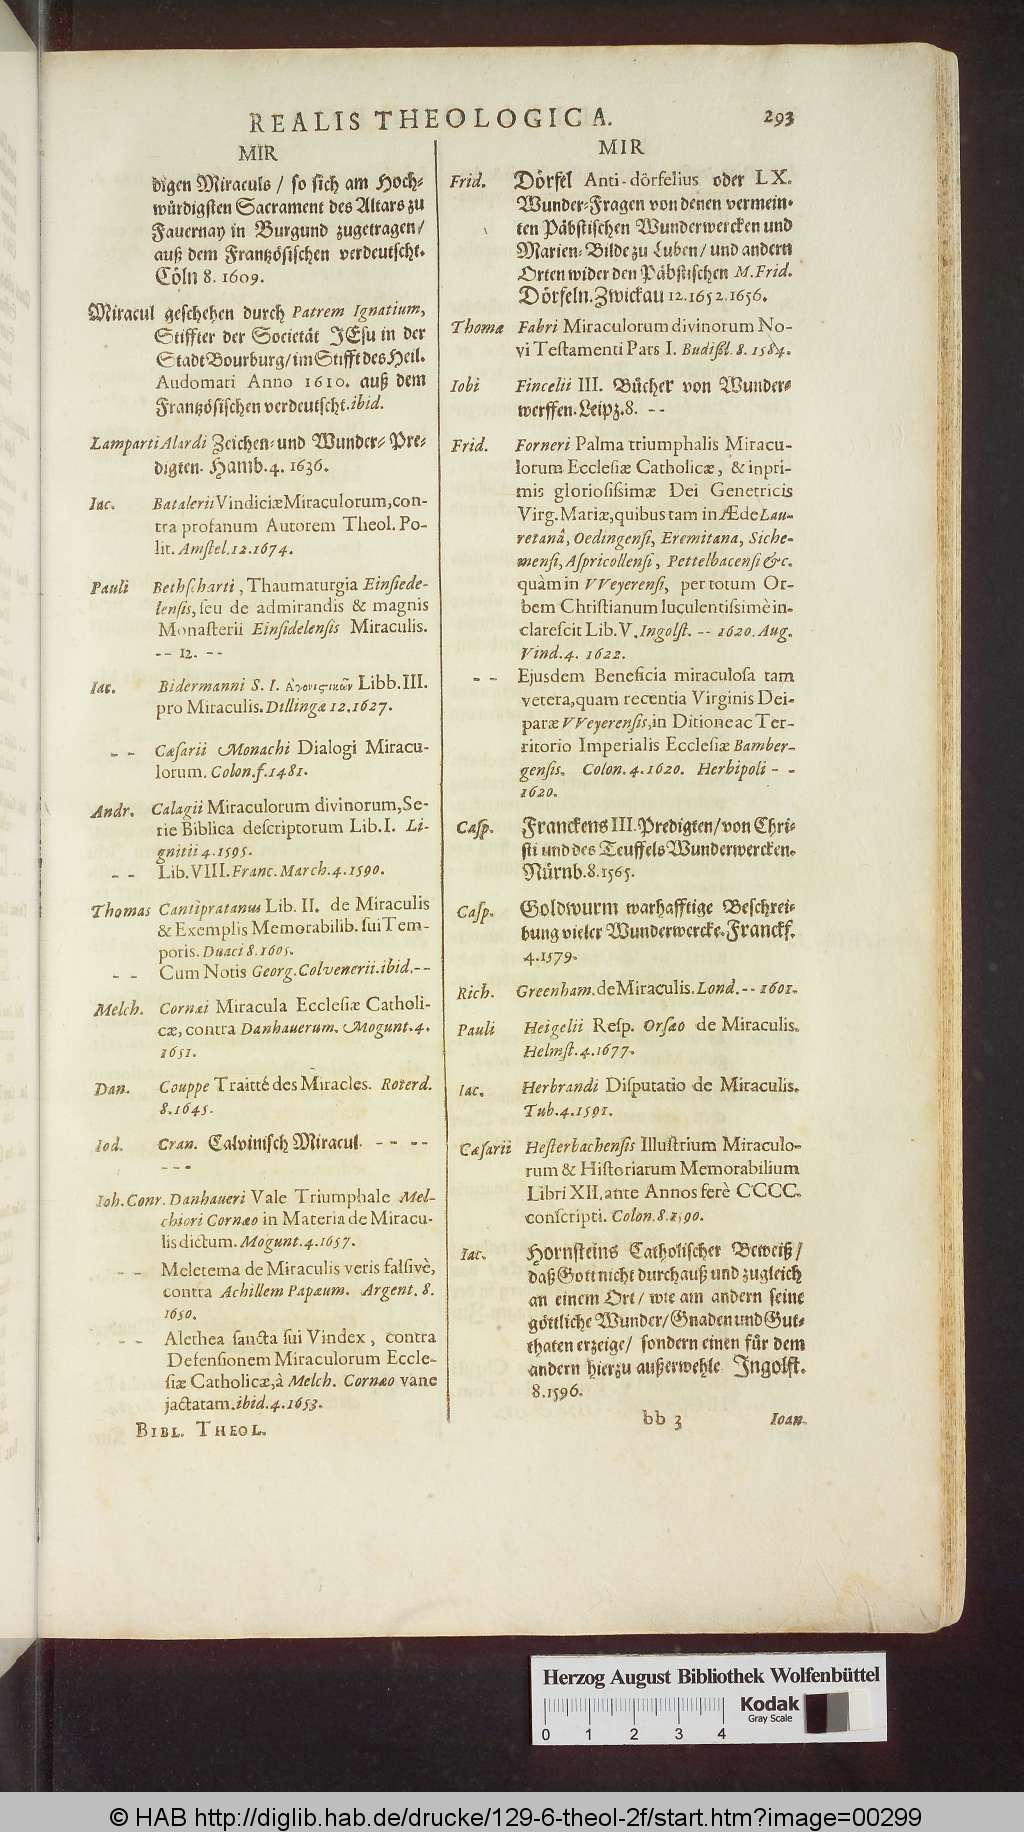 REALIS THEOLOGICA. 293
MIR
digen Miraculs / so sich am Hoch-
würdigsten Sacrament des Altars zu
Fauernay in Burgund zugetragen /
auß dem Frantzösischen verdeutscht.
Cöln 8. 1609.
Miracul geschehen durch Patrem Ignatium,
Stiffter der Societät JEsu in der
Stadt Bourburg / im Stifft des Heil.
Audomari Anno 1610. auß dem
Frantzösischen verdeutscht. ibid.
Lamparti Alardi Zeichen- und Wunder-Pre-
digten. Hamb. 4. 1636.
Iac. Batalerii Vindiciæ Miraculorum, con-
tra profanum Autorem Theol. Po-
lit. Amstel. 12. 1674.
Pauli Bethscharti, Thaumaturgia Einsiede-
lensis, seu de admirandis & magnis
Monasterii Einsidelensis Miraculis.
-- 12. --
Iac. Bidermanni S. I. Ἀγονιστικῶν Libb. III.
pro Miraculis. Dillingæ 12. 1627.
-- Cæsarii Monachi Dialogi Miracu-
lorum. Colon. f. 1481.
Andr. Calagii Miraculorum divinorum, Se-
rie Biblica descriptorum Lib. I. Li-
gnitii 4. 1595.
-- Lib. VIII. Franc. March. 4. 1590.
Thomas Cantipratanus Lib. II. de Miraculis
& Exemplis Memorabilib. sui Tem-
poris. Duaci 8. 1605.
-- Cum Notis Georg. Colvenerii. ibid. --
Melch. Cornæi Miracula Ecclesiæ Catholi-
cæ, contra Danhauerum. Mogunt. 4.
1651.
Dan. Couppe Traitté des Miracles. Roterd.
8. 1645.
Iod. Cran. Calvinisch Miracul. -- --
---
Ioh. Conr. Danhaueri Vale Triumphale Mel-
chiori Cornæo in Materia de Miracu-
lis dictum. Mogunt. 4. 1657.
-- Meletema de Miraculis veris falsivè,
contra Achillem Papæum. Argent. 8.
1650.
-- Alethea sancta sui Vindex, contra
Defensionem Miraculorum Eccle-
siæ Catholicæ, à Melch. Cornæo vane
jactatam. ibid. 4. 1653.
BIBL. THEOL.
MIR
Frid. Dörfel Anti-dörfelius oder LX.
Wunder-Fragen von denen vermein-
ten Päbstischen Wunderwercken und
Marien-Bilde zu Luben / und andern
Orten wider den Päbstischen M. Frid.
Dörfeln. Zwickau 12. 1652. 1656.
Thomæ Fabri Miraculorum divinorum No-
vi Testamenti Pars I. Budiss. 8. 1584.
Iobi Fincelii III. Bücher von Wunder-
werffen. Leipz. 8. --
Frid. Forneri Palma triumphalis Miracu-
lorum Ecclesiæ Catholicæ, & inpri-
mis gloriosissimæ Dei Genetricis
Virg. Mariæ, quibus tam in Æde Lau-
retanâ, Oedingensi, Eremitana, Siche-
mensi, Aspricollensi, Pettelbacensi &c.
quàm in VVeyerensi, per totum Or-
bem Christianum luculentissimè in-
clarescit Lib. V. Ingolst. -- 1620. Aug.
Vind. 4. 1622.
-- Ejusdem Beneficia miraculosa tam
vetera, quam recentia Virginis Dei-
paræ VVeyerensis, in Ditione ac Ter-
ritorio Imperialis Ecclesiæ Bamber-
gensis. Colon. 4. 1620. Herbipoli --
1620.
Casp. Franckens III. Predigten / von Chri-
sti und des Teuffels Wunderwercken.
Nürnb. 8. 1565.
Casp. Goldwurm warhafftige Beschrei-
bung vieler Wunderwercke. Franckf.
4. 1579.
Rich. Greenham. de Miraculis. Lond. -- 1601.
Pauli Heigelii Resp. Orsæo de Miraculis.
Helmst. 4. 1677.
Iac. Herbrandi Disputatio de Miraculis.
Tub. 4. 1591.
Cæsarii Hesterbachensis Illustrium Miraculo-
rum & Historiarum Memorabilium
Libri XII, ante Annos ferè CCCC.
conscripti. Colon. 8. 1590.
Iac. Hornsteins Catholischer Beweiß /
daß Gott nicht durchauß und zugleich
an einem Ort / wie am andern seine
göttliche Wunder / Gnaden und Gut-
thaten erzeige / sondern einen für dem
andern hierzu außerwehle. Ingolst.
8. 1596.
bb 3 Ioan.
Herzog August Bibliothek Wolfenbüttel
Kodak
Gray Scale
0 1 2 3 4
© HAB http://diglib.hab.de/drucke/129-6-theol-2f/start.htm?image=00299